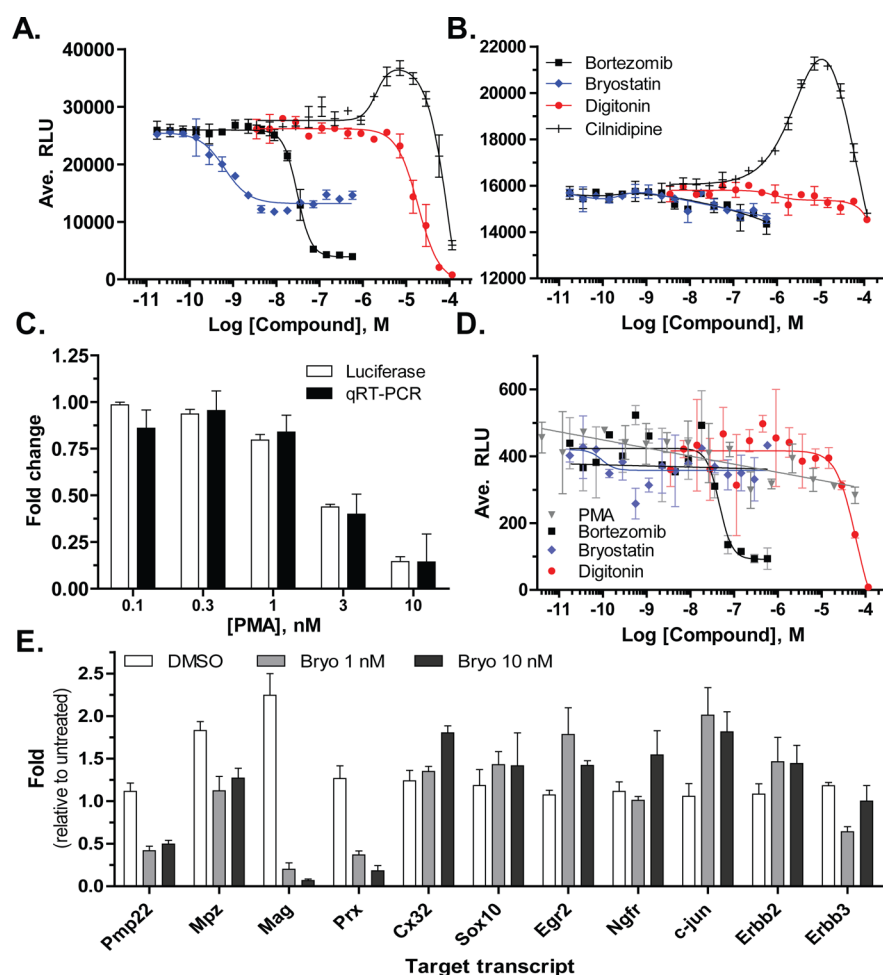 A.
40000
30000
20000
10000
0
Ave. RLU
-11 -10 -9 -8 -7 -6 -5 -4
Log [Compound], M
B.
22000
20000
18000
16000
14000
12000
Bortezomib
Bryostatin
Digitonin
Cilnidipine
-11 -10 -9 -8 -7 -6 -5 -4
Log [Compound], M
C.
1.25
1.00
0.75
0.50
0.25
0.00
Fold change
Luciferase
qRT-PCR
0.1 0.3 1 3 10
[PMA], nM
D.
600
400
200
0
Ave. RLU
PMA
Bortezomib
Bryostatin
Digitonin
-11 -10 -9 -8 -7 -6 -5 -4
Log [Compound], M
E.
DMSO Bryo 1 nM Bryo 10 nM
2.5
2.0
1.5
1.0
0.5
0.0
Fold
(relative to untreated)
Pmp22 Mpz Mag Prx Cx32 Sox10 Egr2 Ngfr c-jun Erbb2 Erbb3
Target transcript